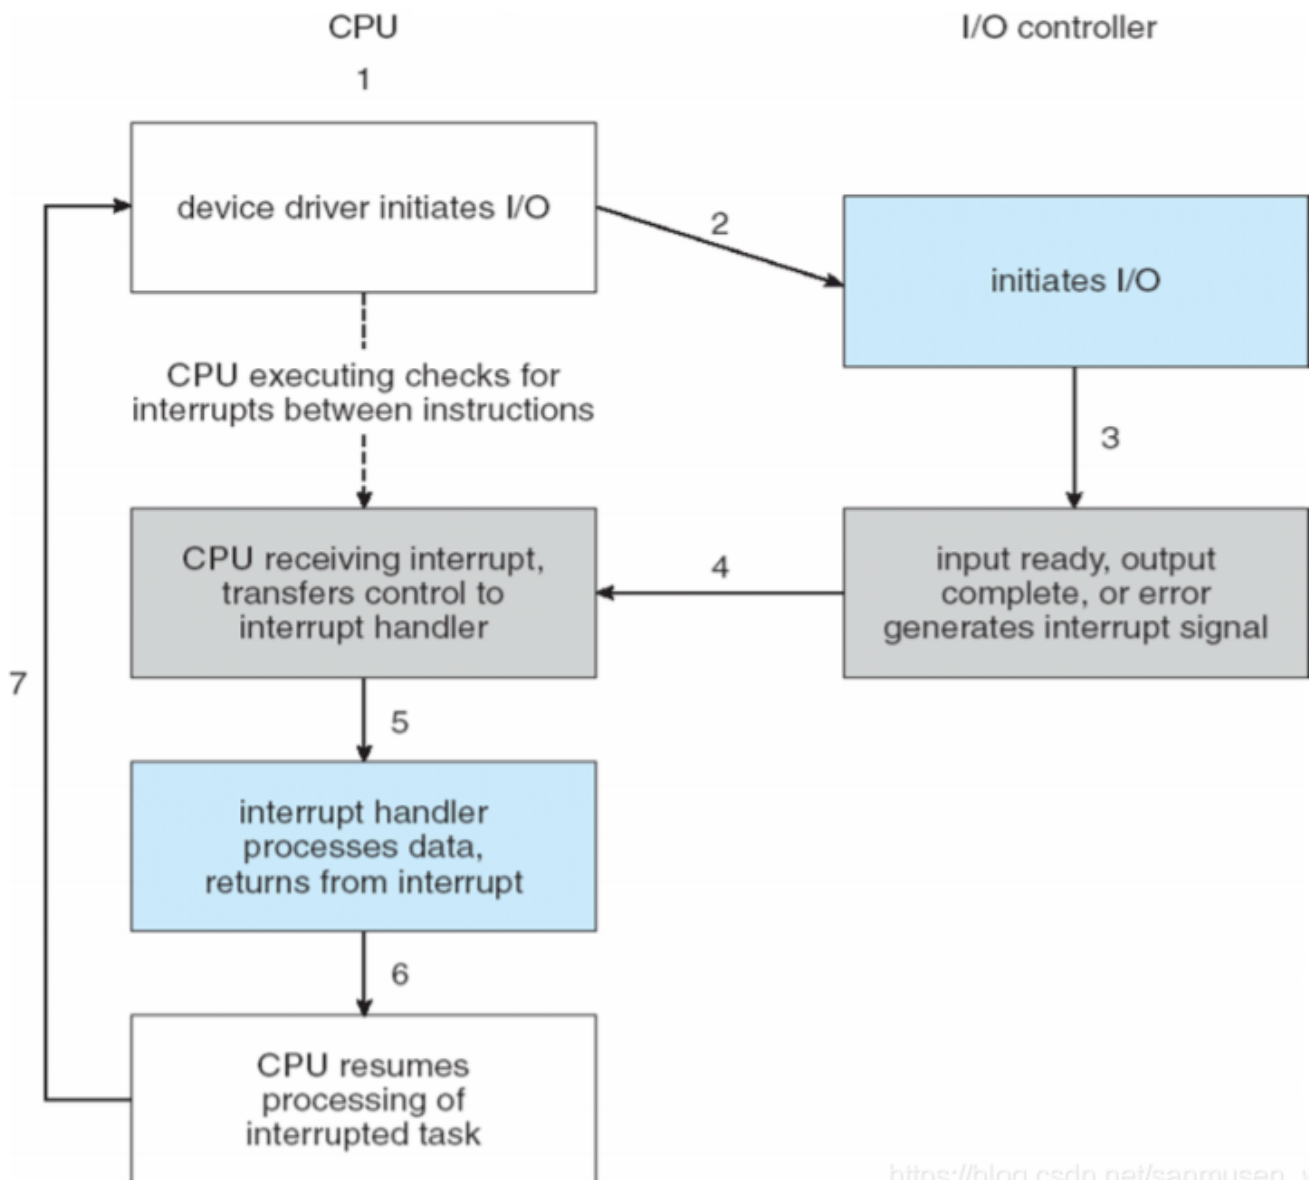 CPU
I/O controller
1
device driver initiates I/O
2
initiates I/O
CPU executing checks for
interrupts between instructions
3
CPU receiving interrupt,
transfers control to
interrupt handler
4
input ready, output
complete, or error
generates interrupt signal
7
5
interrupt handler
processes data,
returns from interrupt
6
CPU resumes
processing of
interrupted task